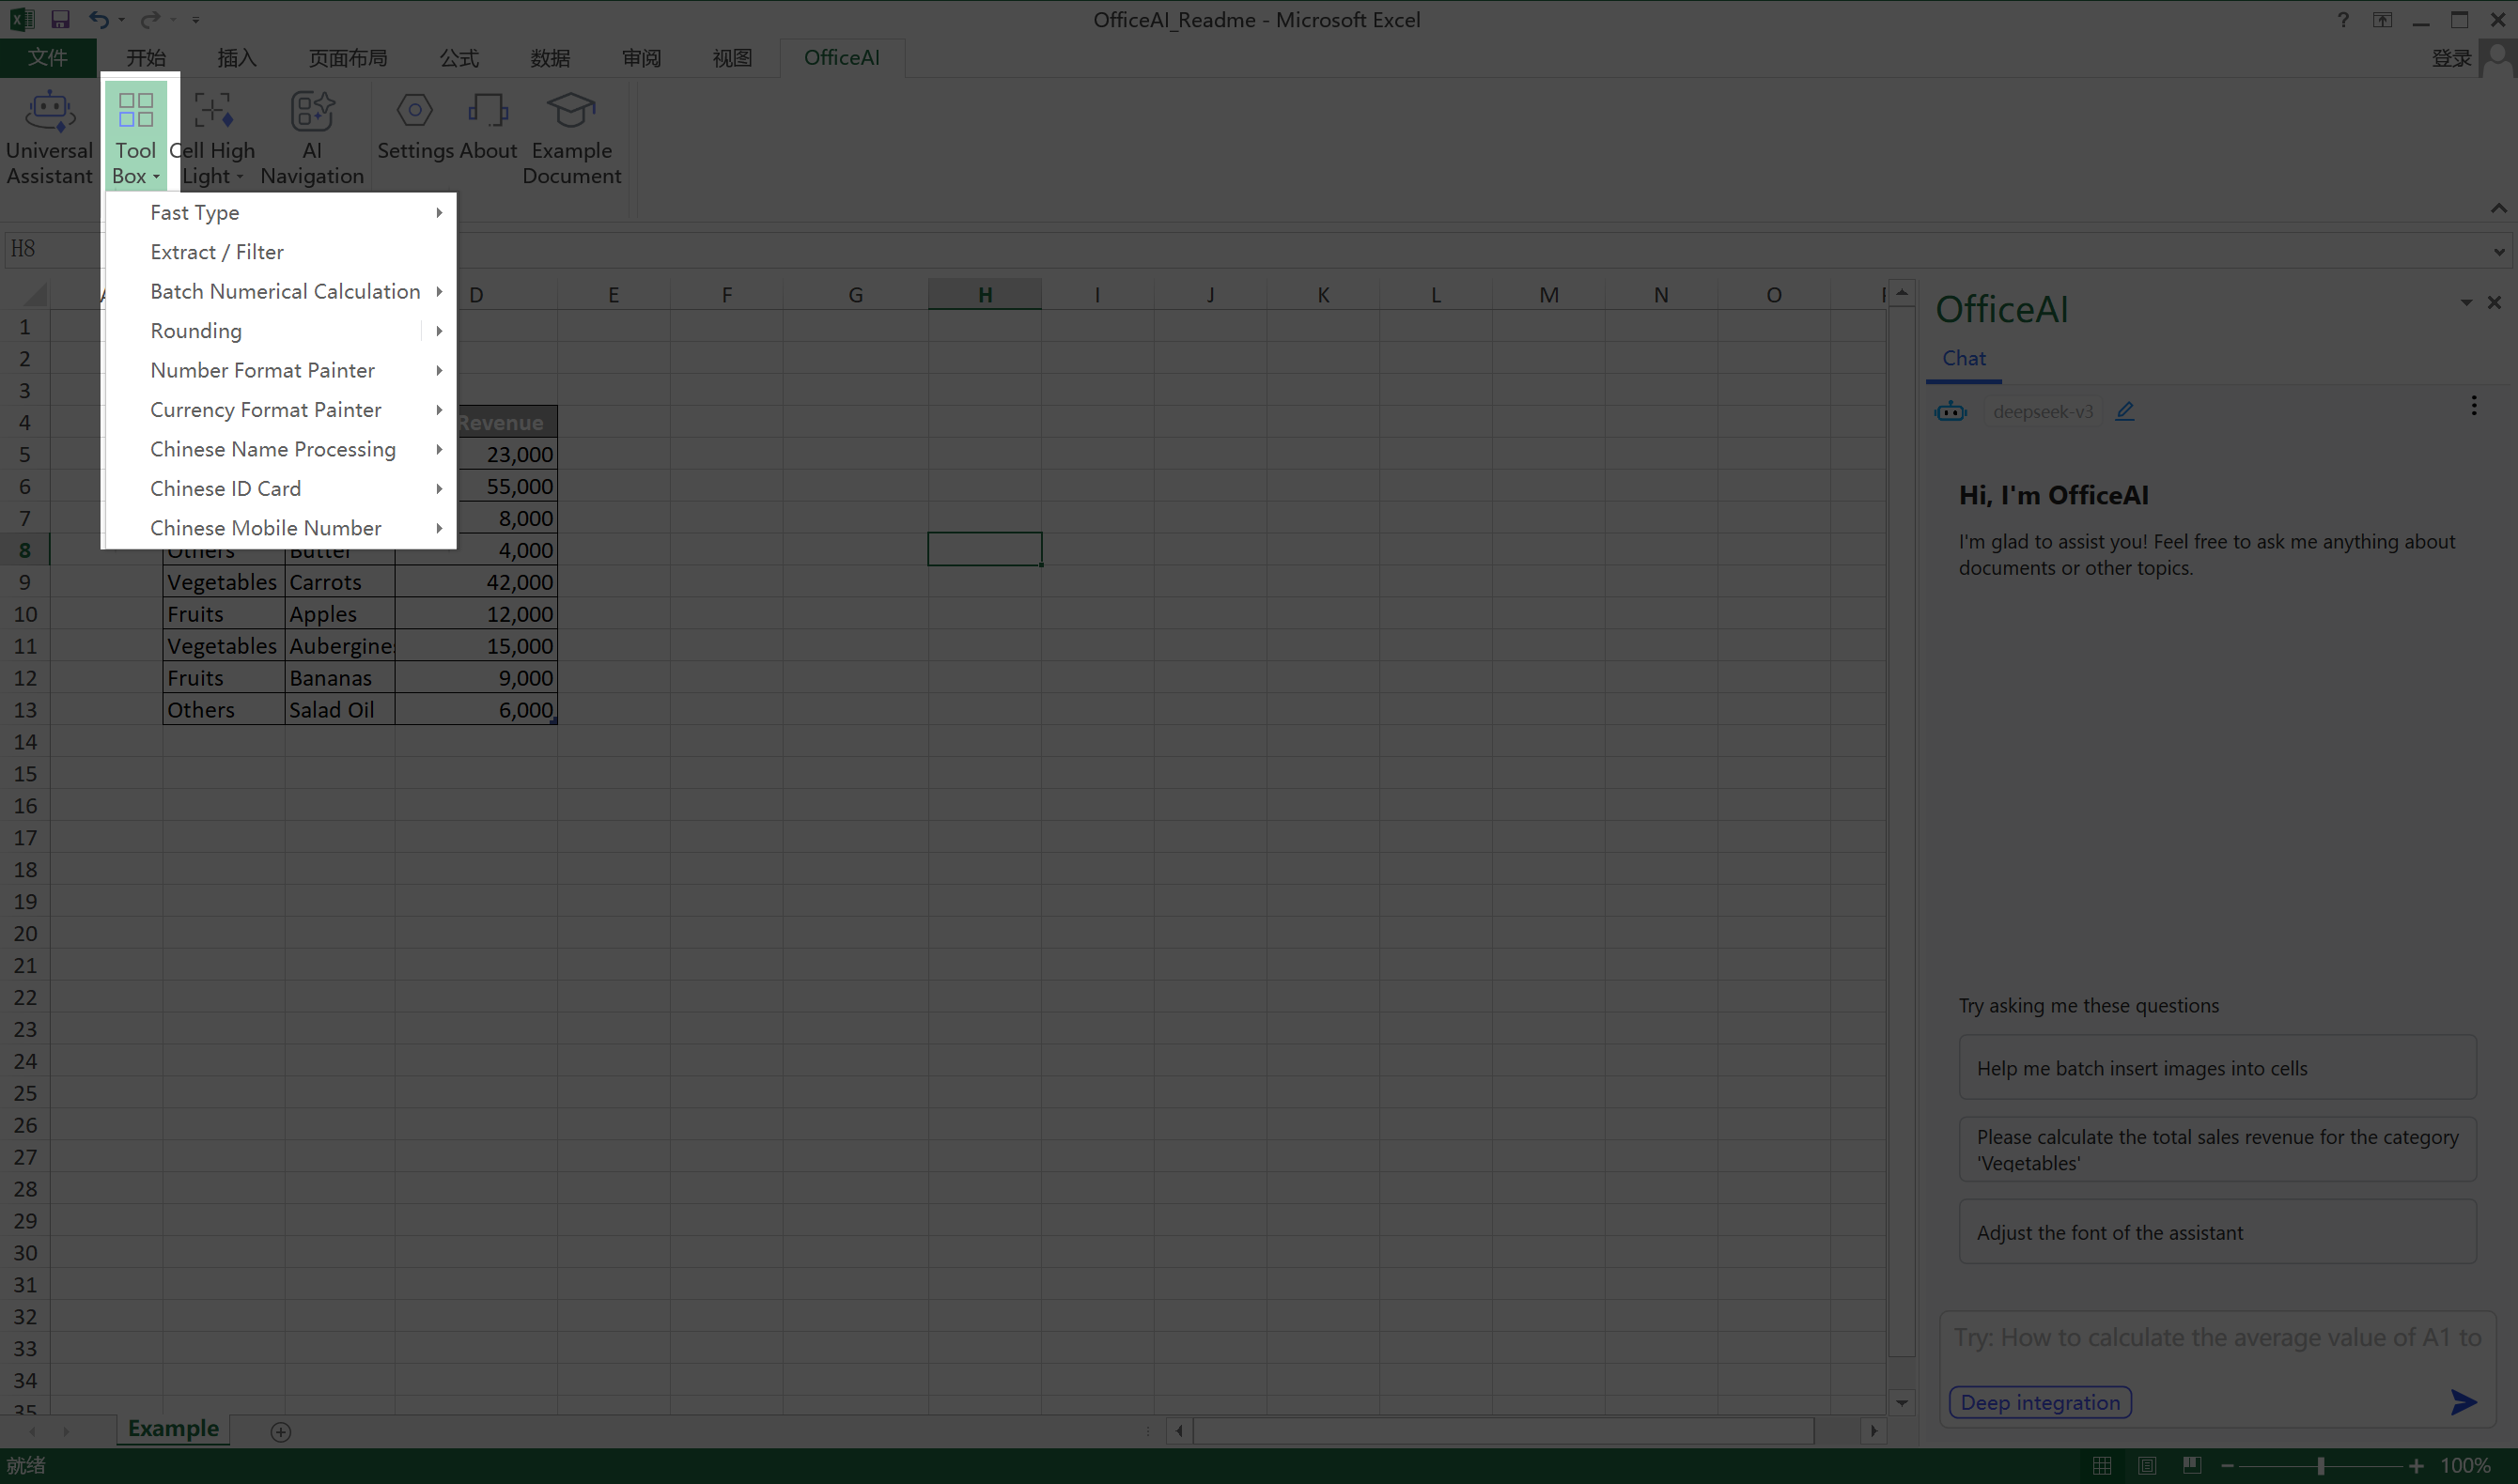 OfficeAI_Readme - Microsoft Excel
?
文件 开始 插入 页面布局 公式 数据 审阅 视图 OfficeAI 登录
Universal Assistant
Tool Box
Cell High Light
AI Navigation
Settings
About
Example Document
Fast Type
Extract / Filter
Batch Numerical Calculation
Rounding
Number Format Painter
Currency Format Painter
Chinese Name Processing
Chinese ID Card
Chinese Mobile Number
H8
D E F G H I J K L M N O
1
2
3
4 Revenue
5 23,000
6 55,000
7 8,000
8 Others Butter 4,000
9 Vegetables Carrots 42,000
10 Fruits Apples 12,000
11 Vegetables Aubergines 15,000
12 Fruits Bananas 9,000
13 Others Salad Oil 6,000
14
15
16
17
18
19
20
21
22
23
24
25
26
27
28
29
30
31
32
33
34
35
Example
就绪
100%
OfficeAI
Chat
deepseek-v3
Hi, I'm OfficeAI
I'm glad to assist you! Feel free to ask me anything about
documents or other topics.
Try asking me these questions
Help me batch insert images into cells
Please calculate the total sales revenue for the category
'Vegetables'
Adjust the font of the assistant
Try: How to calculate the average value of A1 to
Deep integration